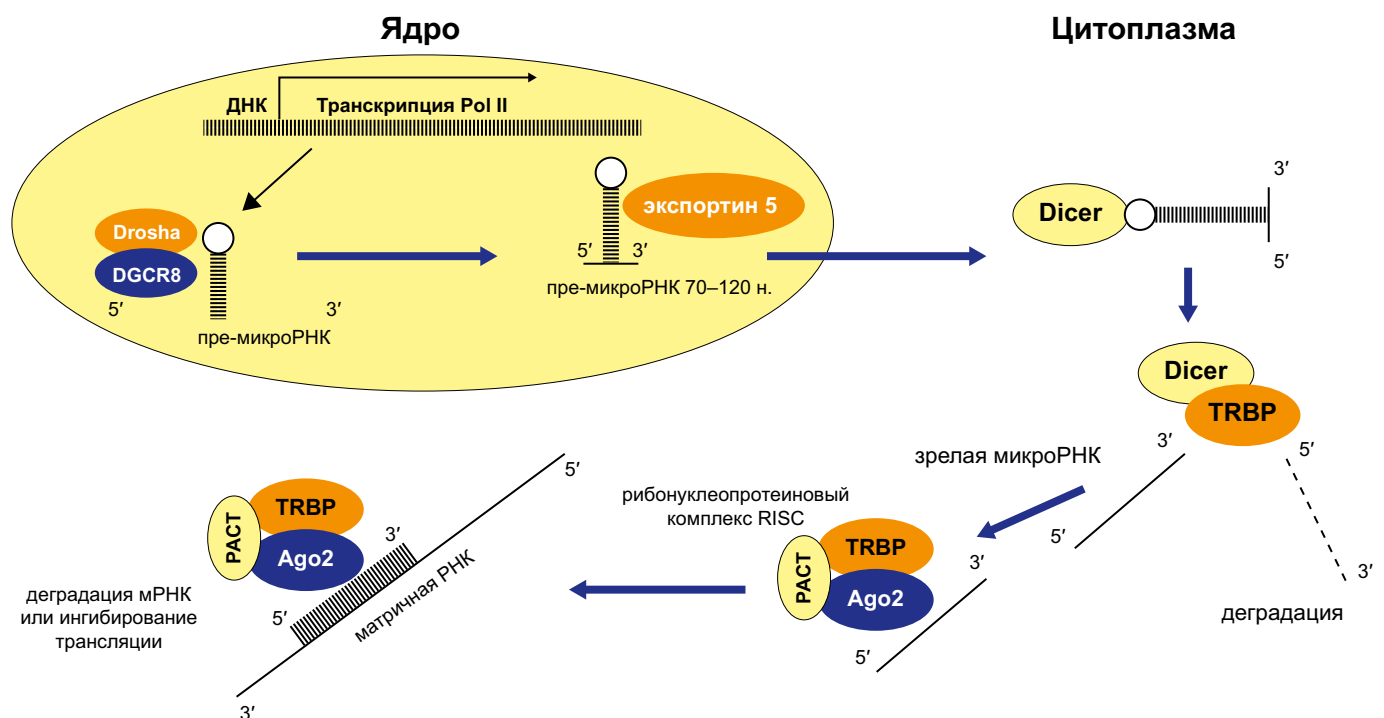 Ядро
Цитоплазма
ДНК
Транскрипция Pol II
Drosha
DGCR8
5′
3′
пре-микроРНК
экспортин 5
5′
3′
пре-микроРНК 70–120 н.
Dicer
3′
5′
Dicer
TRBP
3′
5′
5′
3′
деградация
зрелая микроРНК
рибонуклеопротеиновый
комплекс RISC
PACT
TRBP
Ago2
3′
5′
PACT
TRBP
Ago2
5′
3′
5′
матричная РНК
3′
деградация мРНК
или ингибирование
трансляции